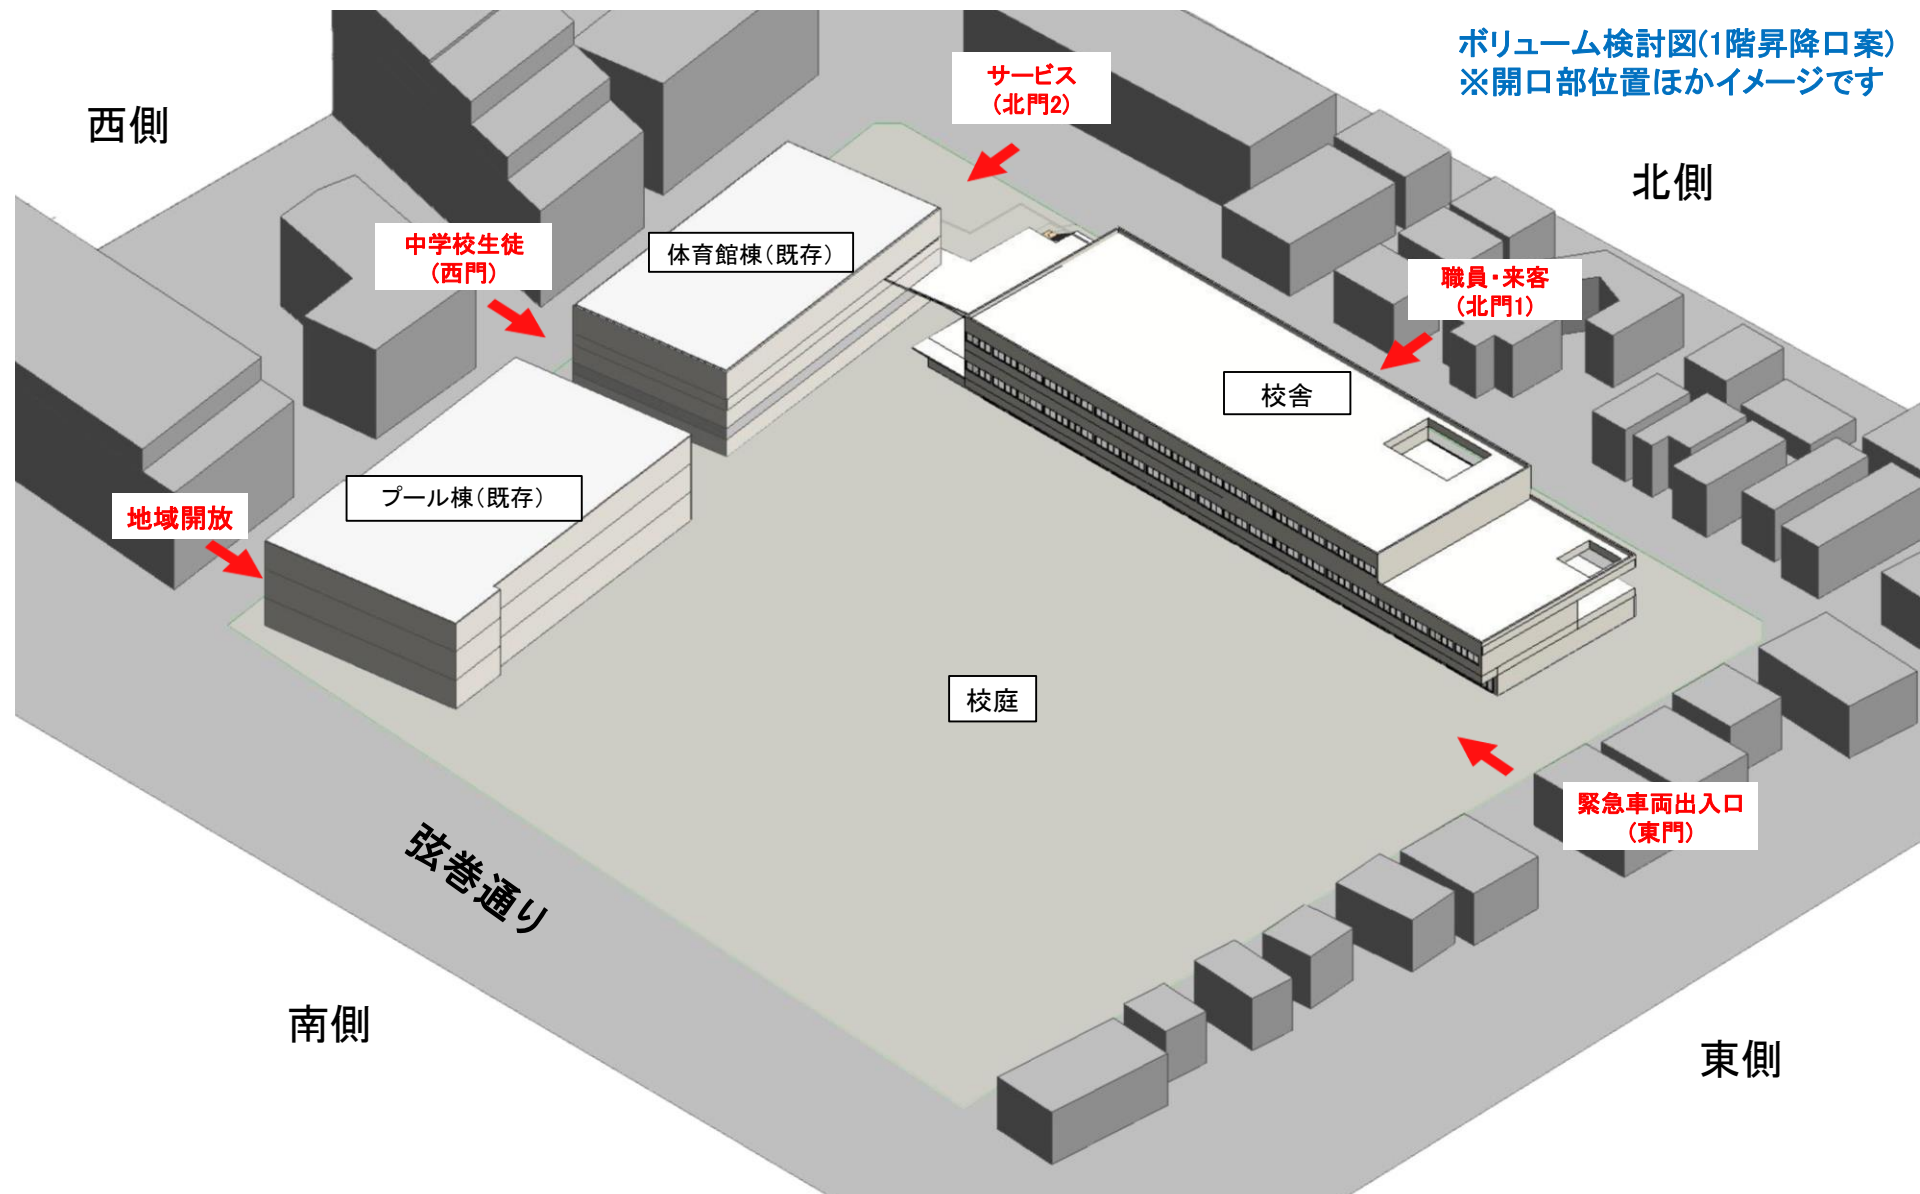 ボリューム検討図(1階昇降口案)
※開口部位置ほかイメージです
サービス
(北門2)
西側
北側
中学校生徒
(西門)
体育館棟(既存)
職員・来客
(北門1)
校舎
プール棟(既存)
地域開放
校庭
緊急車両出入口
(東門)
弦巻通り
南側
東側